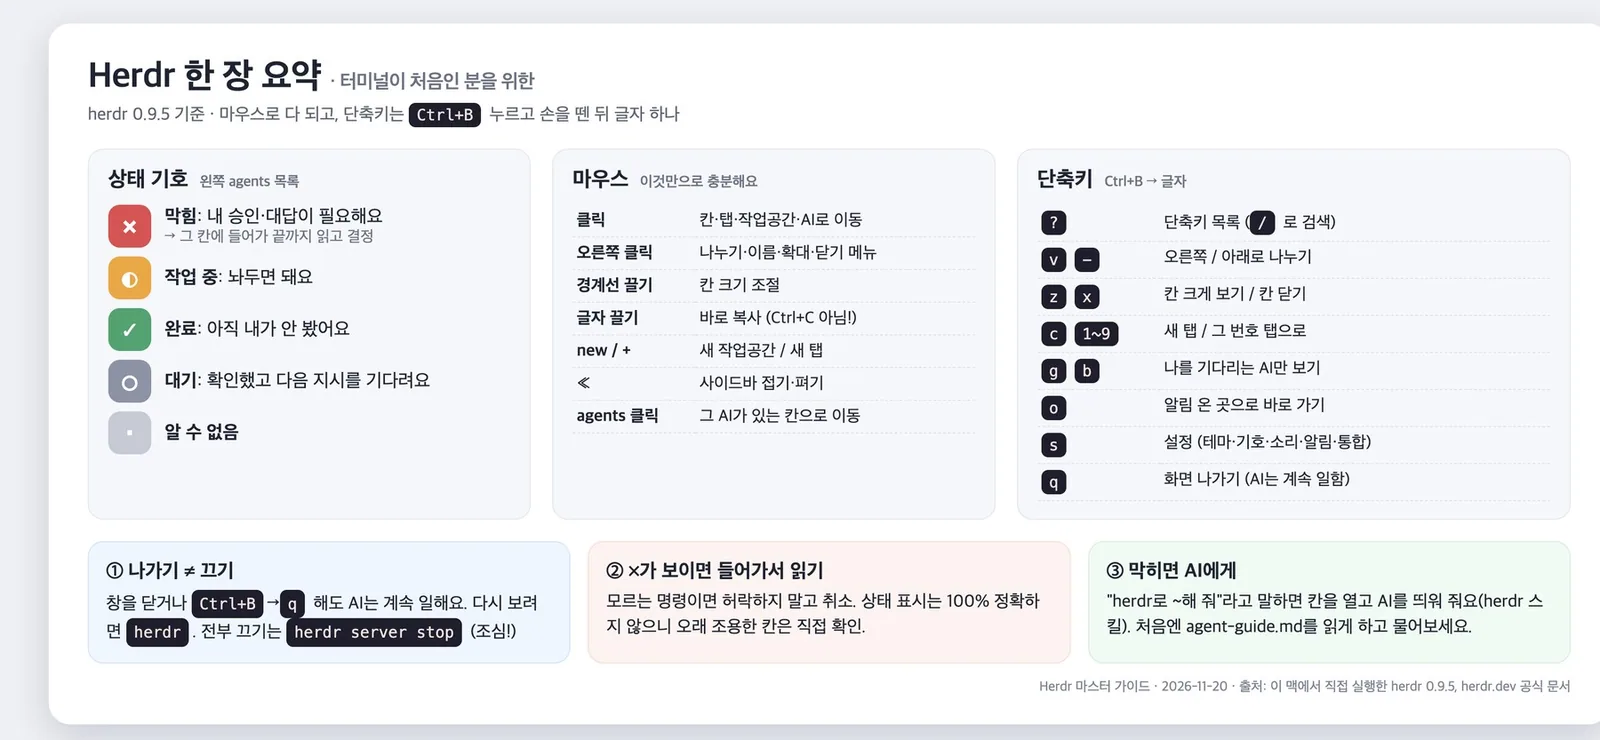 Herdr 한 장 요약 · 터미널이 처음인 분을 위한
herdr 0.9.5 기준 · 마우스로 다 되고, 단축키는 Ctrl+B 누르고 손을 뗀 뒤 글자 하나
상태 기호 왼쪽 agents 목록
× 막힘: 내 승인·대답이 필요해요
→ 그 칸에 들어가 끝까지 읽고 결정
◐ 작업 중: 놔두면 돼요
✓ 완료: 아직 내가 안 봤어요
○ 대기: 확인했고 다음 지시를 기다려요
· 알 수 없음
마우스 이것만으로 충분해요
클릭 칸·탭·작업공간·AI로 이동
오른쪽 클릭 나누기·이름·확대·닫기 메뉴
경계선 끌기 칸 크기 조절
글자 끌기 바로 복사 (Ctrl+C 아님!)
new / + 새 작업공간 / 새 탭
≪ 사이드바 접기·펴기
agents 클릭 그 AI가 있는 칸으로 이동
단축키 Ctrl+B → 글자
? 단축키 목록 ( / 로 검색)
v − 오른쪽 / 아래로 나누기
z x 칸 크게 보기 / 칸 닫기
c 1~9 새 탭 / 그 번호 탭으로
g b 나를 기다리는 AI만 보기
o 알림 온 곳으로 바로 가기
s 설정 (테마·기호·소리·알림·통합)
q 화면 나가기 (AI는 계속 일함)
① 나가기 ≠ 끄기
창을 닫거나 Ctrl+B → q 해도 AI는 계속 일해요. 다시 보려
면 herdr . 전부 끄기는 herdr server stop (조심!)
② ×가 보이면 들어가서 읽기
모르는 명령이면 허락하지 말고 취소. 상태 표시는 100% 정확하
지 않으니 오래 조용한 칸은 직접 확인.
③ 막히면 AI에게
"herdr로 ~해 줘"라고 말하면 칸을 열고 AI를 띄워 줘요(herdr 스
킬). 처음엔 agent-guide.md를 읽게 하고 물어보세요.
Herdr 마스터 가이드 · 2026-11-20 · 출처: 이 맥에서 직접 실행한 herdr 0.9.5, herdr.dev 공식 문서